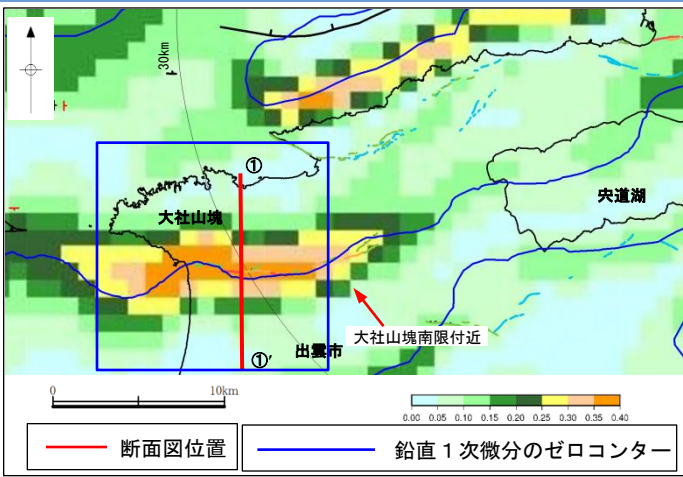 30km
①
大社山塊
宍道湖
大社山塊南限付近
出雲市
①'
0 10km
0.00 0.05 0.10 0.15 0.20 0.25 0.30 0.35 0.40
断面図位置
鉛直１次微分のゼロコンター